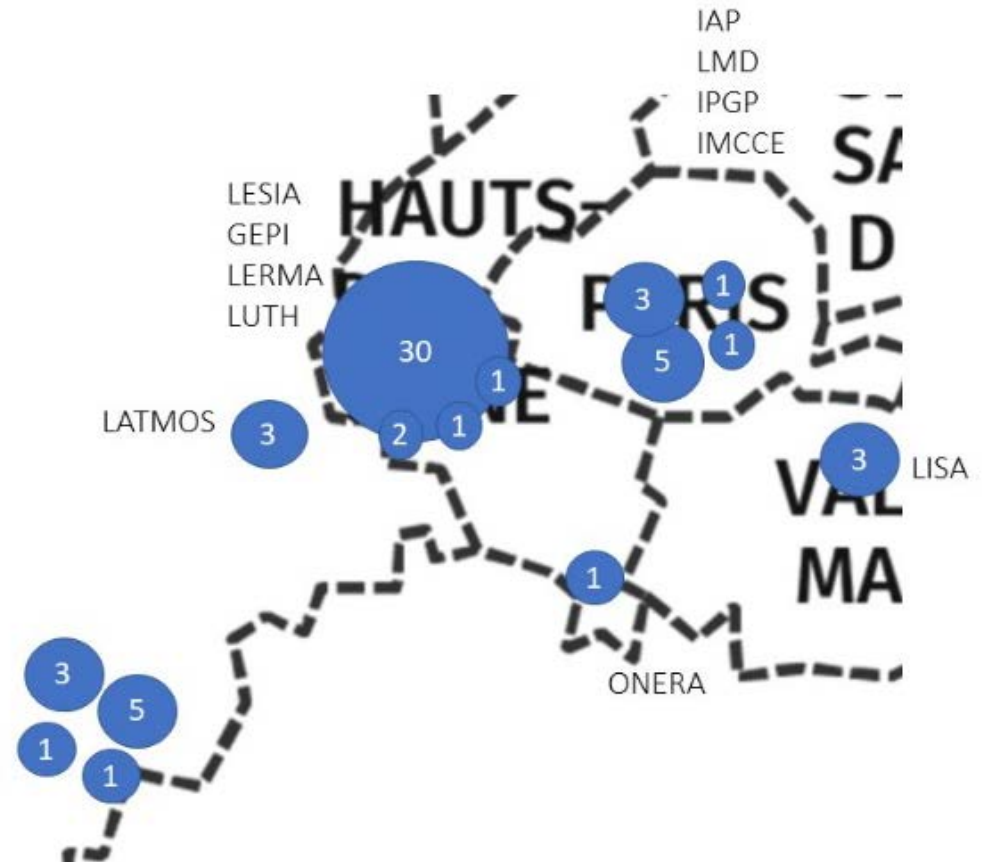 IAP
LMD
IPGP
IMCCE
SA
D
LESIA
GEPI
LERMA
LUTH
HAUTS-
PARIS
3
1
1
5
30
1
1
2
NE
LATMOS
3
3
LISA
VAL
MA
1
ONERA
3
5
1
1